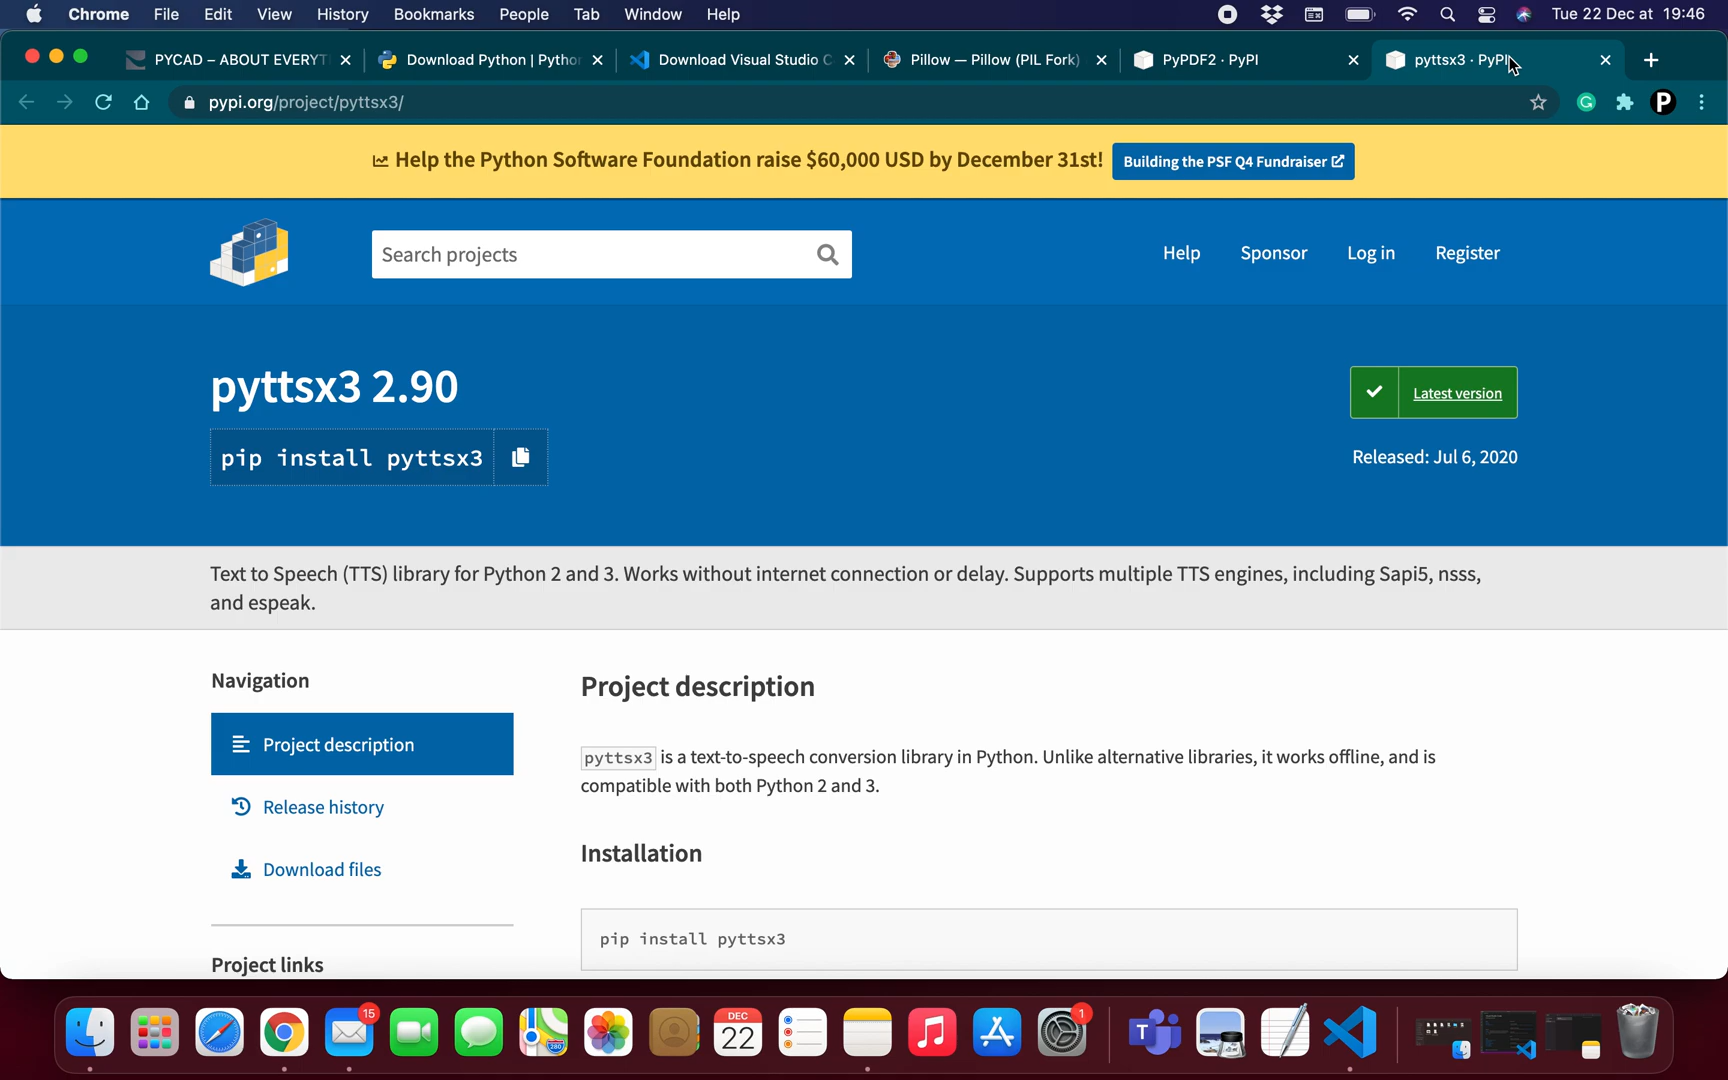 Chrome File Edit View History Bookmarks People Tab Window Help Tue 22 Dec at 19:46
PYCAD – ABOUT EVERYT Download Python | Pytho Download Visual Studio C Pillow — Pillow (PIL Fork) PyPDF2 · PyPI pyttsx3 · PyPI
pypi.org/project/pyttsx3/
Help the Python Software Foundation raise $60,000 USD by December 31st! Building the PSF Q4 Fundraiser
Search projects Help Sponsor Log in Register
pyttsx3 2.90
Latest version
pip install pyttsx3 Released: Jul 6, 2020
Text to Speech (TTS) library for Python 2 and 3. Works without internet connection or delay. Supports multiple TTS engines, including Sapi5, nsss,
and espeak.
Navigation
Project description
Release history
Download files
Project links
Project description
pyttsx3 is a text-to-speech conversion library in Python. Unlike alternative libraries, it works offline, and is
compatible with both Python 2 and 3.
Installation
pip install pyttsx3
15
DEC
22
1